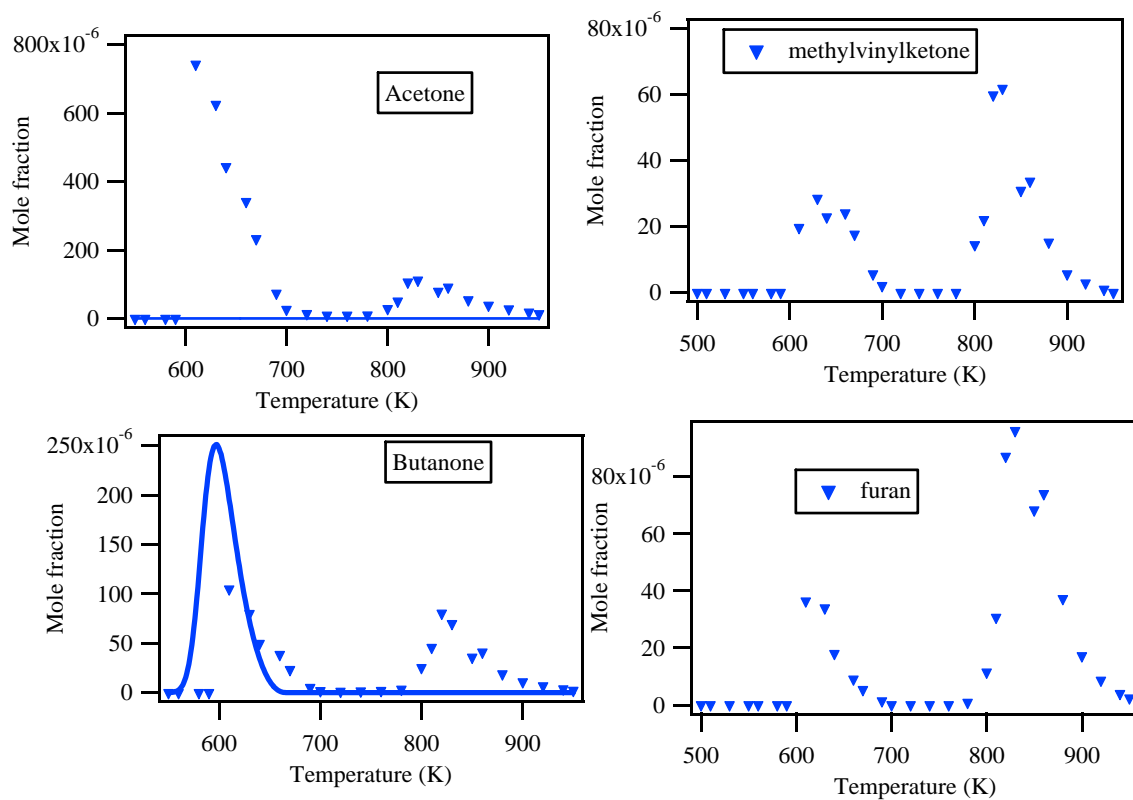 800x10-6
600
400
200
0
Mole fraction
Acetone
600 700 800 900
Temperature (K)
80x10-6
60
40
20
0
Mole fraction
methylvinylketone
500 600 700 800 900
Temperature (K)
250x10-6
200
150
100
50
0
Mole fraction
Butanone
600 700 800 900
Temperature (K)
80x10-6
60
40
20
0
Mole fraction
furan
500 600 700 800 900
Temperature (K)